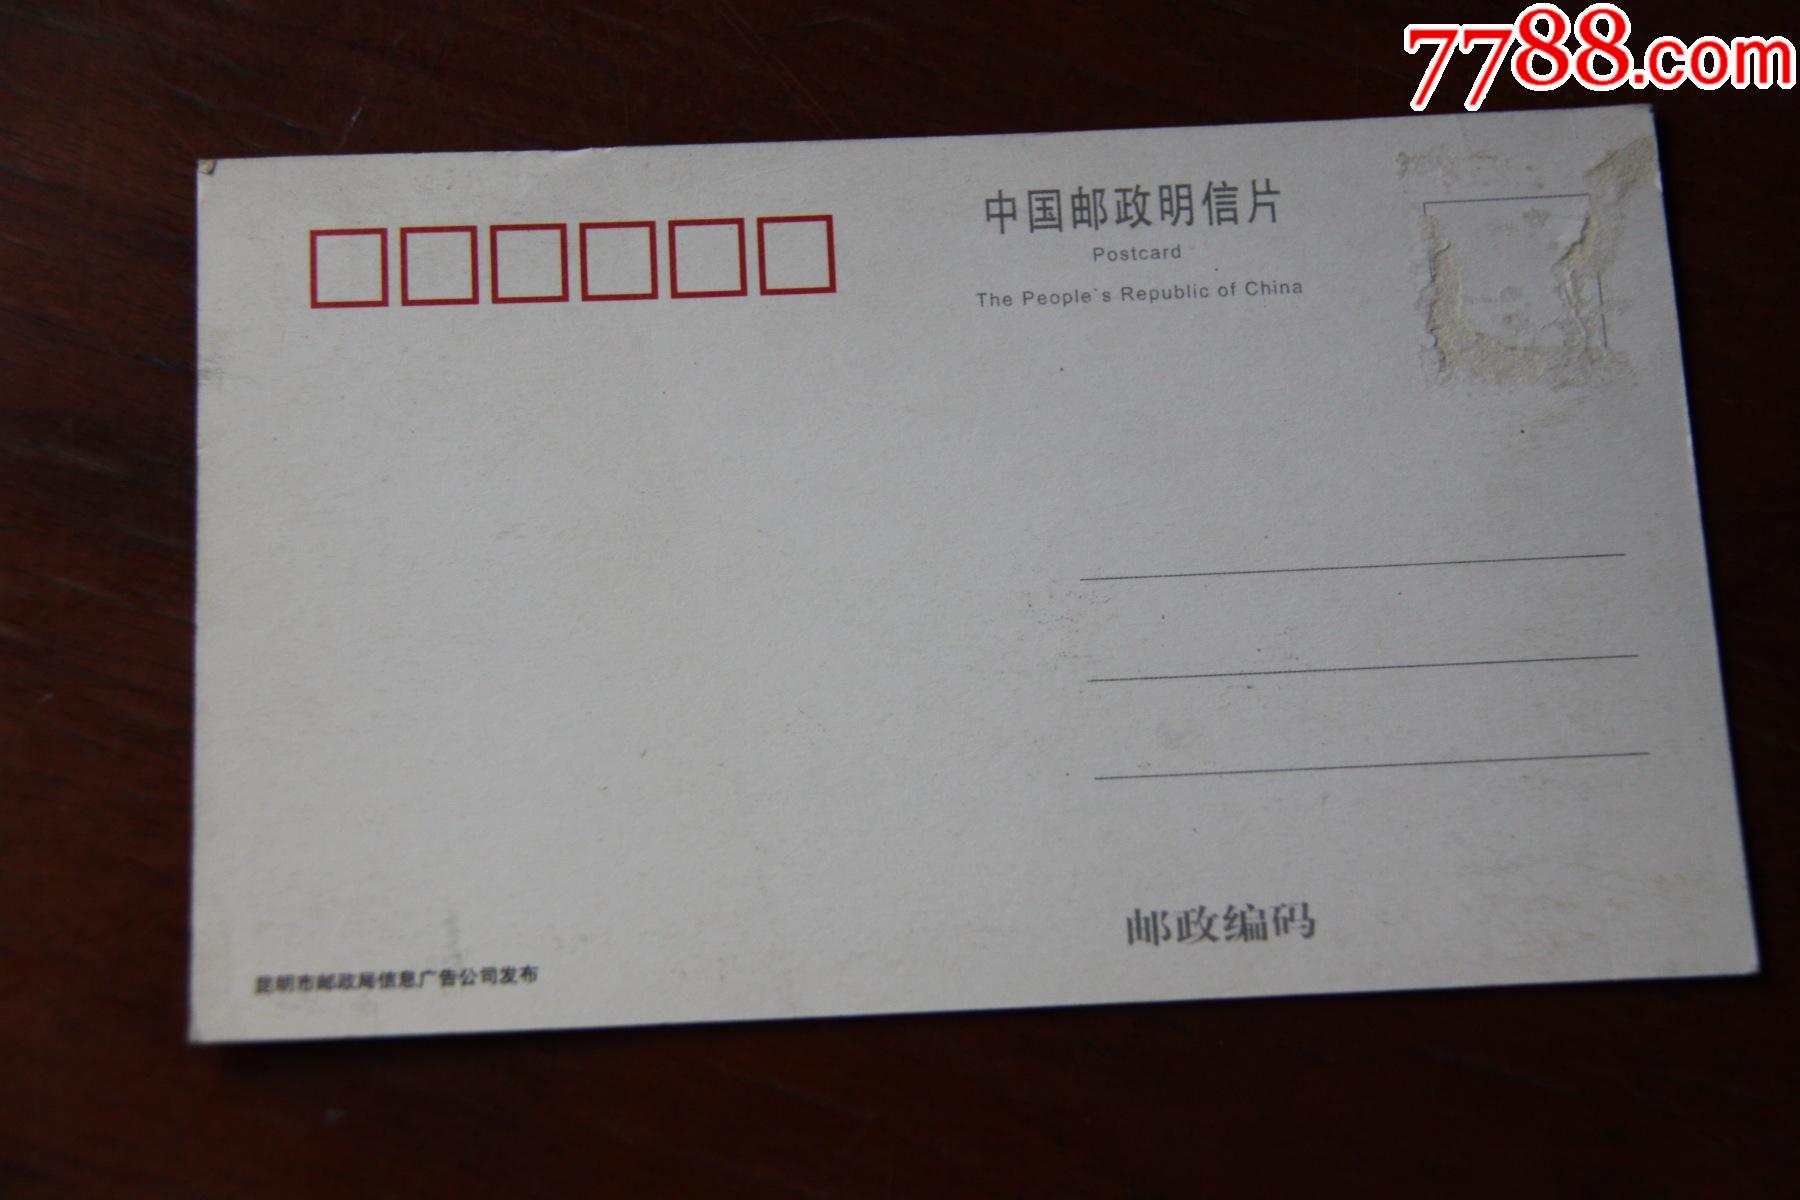 7788.com
中国邮政明信片
Postcard
The People`s Republic of China
邮政编码
昆明市邮政局信息广告公司发布